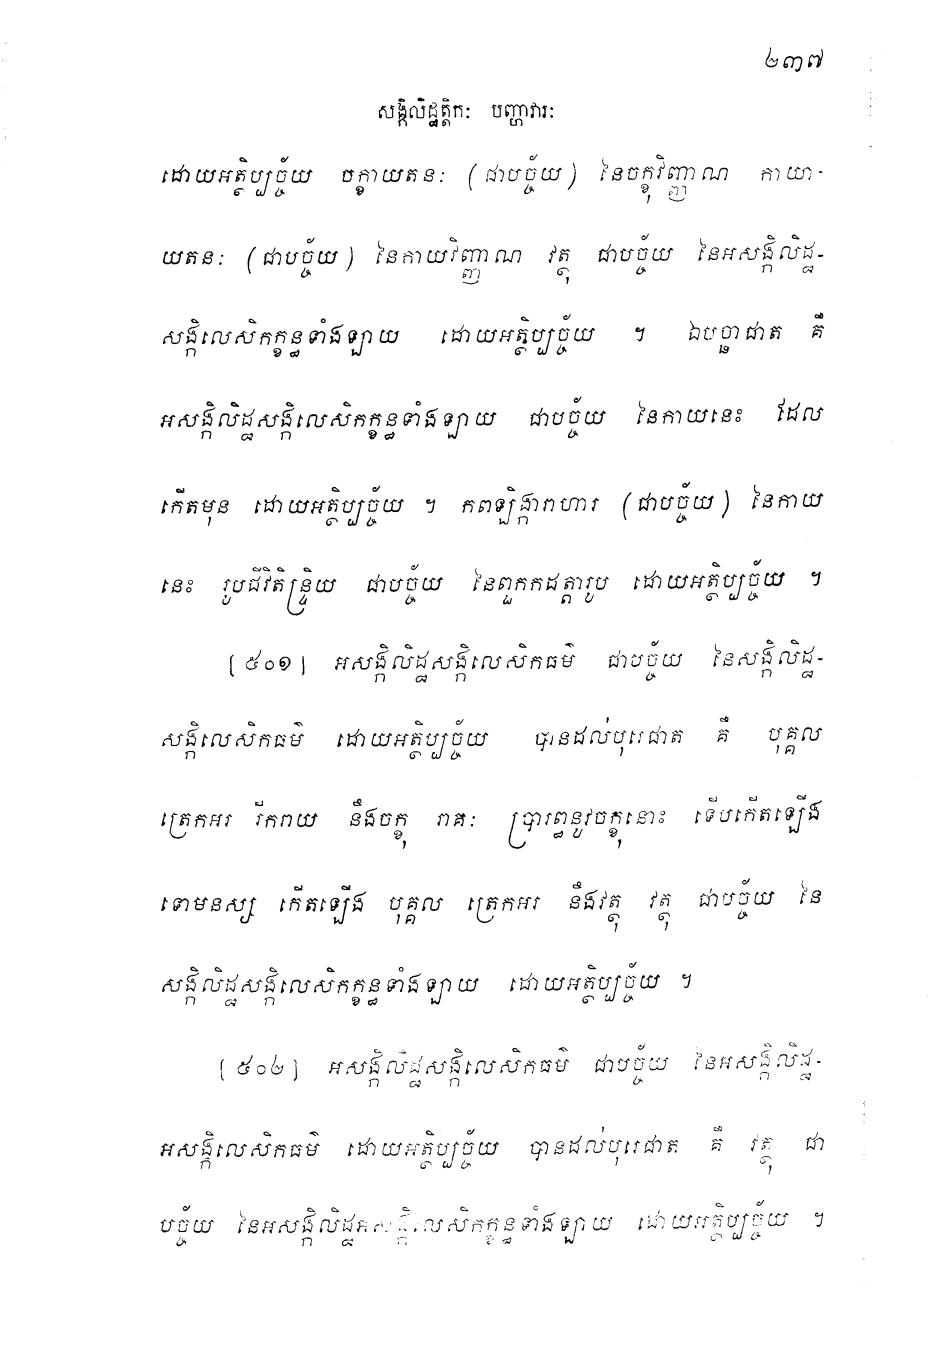 ២៣៧
សង្កិលិដ្ឋត្តិកៈ បញ្ហាវារៈ
ដោយអត្ថិប្បច្ច័យ ចក្ខាយតនៈ (ជាបច្ច័យ) នៃចក្ខុវិញ្ញាណ កាយា-
យតនៈ (ជាបច្ច័យ) នៃកាយវិញ្ញាណ វត្ថុ ជាបច្ច័យ នៃអសង្កិលិដ្ឋ-
សង្កិលេសិកក្ខន្ធទាំងឡាយ ដោយអត្ថិប្បច្ច័យ ។ ឯបច្ឆាជាត គឺ
អសង្កិលិដ្ឋសង្កិលេសិកក្ខន្ធទាំងឡាយ ជាបច្ច័យ នៃកាយនេះ ដែល
កើតមុន ដោយអត្ថិប្បច្ច័យ ។ កពឡិង្ការាហារ (ជាបច្ច័យ) នៃកាយ
នេះ រូបជីវិតិន្ទ្រិយ ជាបច្ច័យ នៃពួកកដត្តារូប ដោយអត្ថិប្បច្ច័យ ។
[៥០១] អសង្កិលិដ្ឋសង្កិលេសិកធម៌ ជាបច្ច័យ នៃសង្កិលិដ្ឋ-
សង្កិលេសិកធម៌ ដោយអត្ថិប្បច្ច័យ បានដល់បុរេជាត គឺ បុគ្គល
ត្រេកអរ រីករាយ នឹងចក្ខុ រាគៈ ប្រារព្ធនូវចក្ខុនោះ ទើបកើតឡើង
ទោមនស្ស កើតឡើង បុគ្គល ត្រេកអរ នឹងវត្ថុ វត្ថុ ជាបច្ច័យ នៃ
សង្កិលិដ្ឋសង្កិលេសិកក្ខន្ធទាំងឡាយ ដោយអត្ថិប្បច្ច័យ ។
[៥០២] អសង្កិលិដ្ឋសង្កិលេសិកធម៌ ជាបច្ច័យ នៃអសង្កិលិដ្ឋ-
អសង្កិលេសិកធម៌ ដោយអត្ថិប្បច្ច័យ បានដល់បុរេជាត គឺ វត្ថុ ជា
បច្ច័យ នៃអសង្កិលិដ្ឋអសង្កិលេសិកក្ខន្ធទាំងឡាយ ដោយអត្ថិប្បច្ច័យ ។